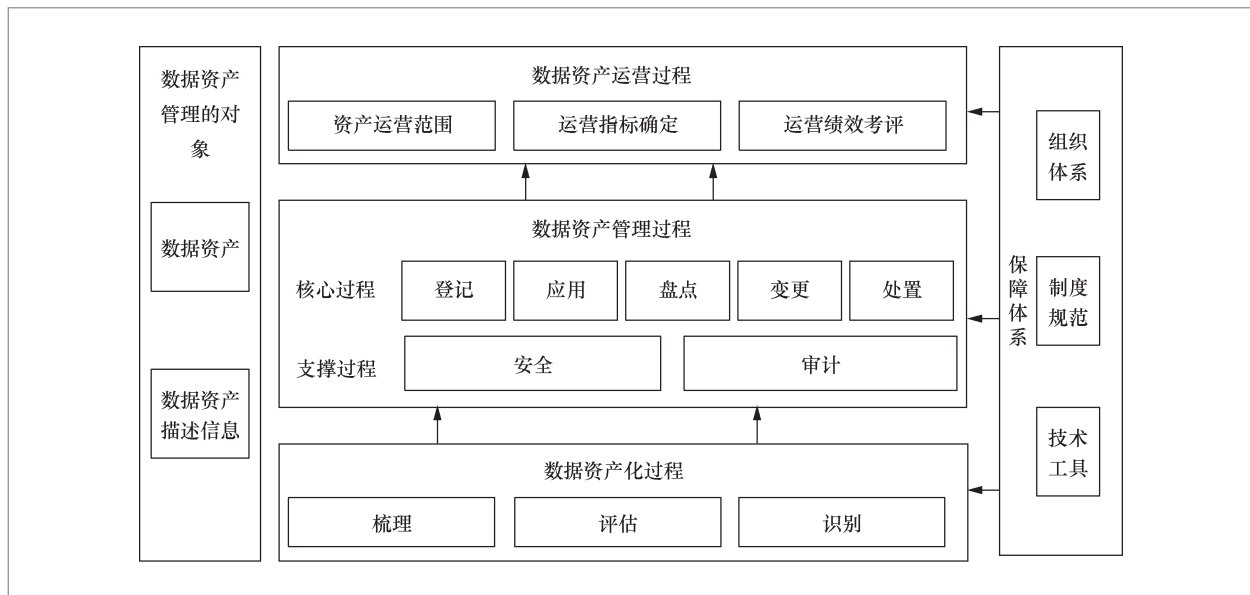 数据资产
管理的对
象
数据资产
数据资产
描述信息
数据资产运营过程
资产运营范围
运营指标确定
运营绩效考评
数据资产管理过程
核心过程
登记
应用
盘点
变更
处置
支撑过程
安全
审计
数据资产化过程
梳理
评估
识别
保障体系
组织
体系
制度
规范
技术
工具